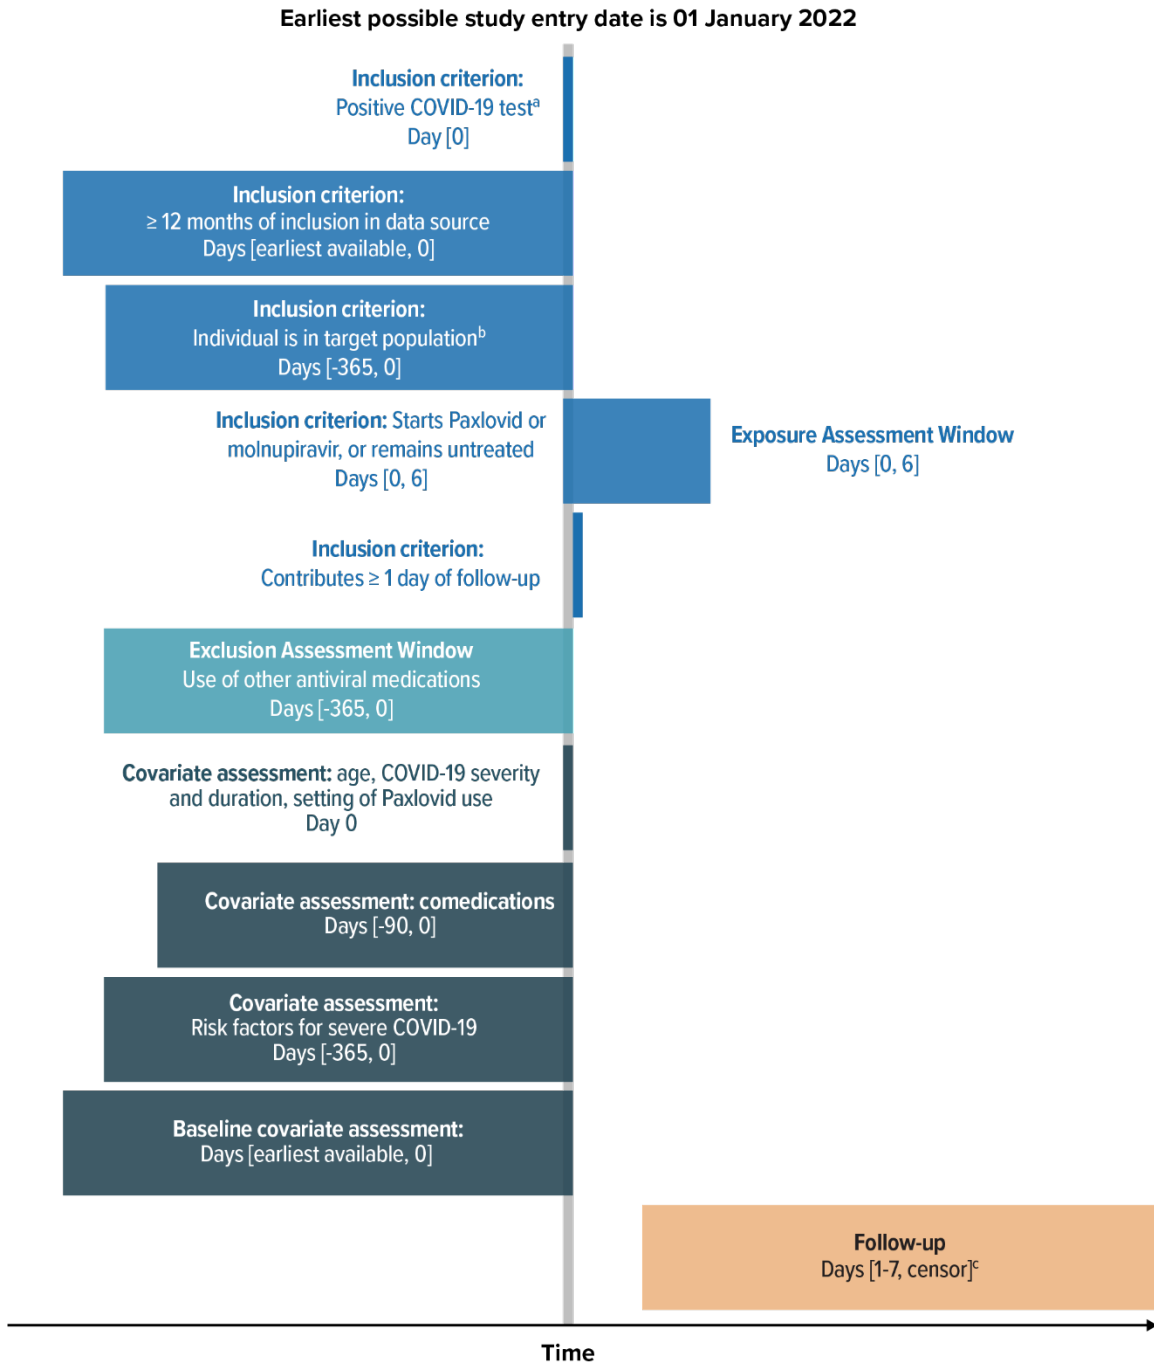 Earliest possible study entry date is 01 January 2022
Inclusion criterion:
Positive COVID-19 testᵃ
Day [0]
Inclusion criterion:
≥ 12 months of inclusion in data source
Days [earliest available, 0]
Inclusion criterion:
Individual is in target populationᵇ
Days [-365, 0]
Inclusion criterion: Starts Paxlovid or
molnupiravir, or remains untreated
Days [0, 6]
Exposure Assessment Window
Days [0, 6]
Inclusion criterion:
Contributes ≥ 1 day of follow-up
Exclusion Assessment Window
Use of other antiviral medications
Days [-365, 0]
Covariate assessment: age, COVID-19 severity
and duration, setting of Paxlovid use
Day 0
Covariate assessment: comedications
Days [-90, 0]
Covariate assessment:
Risk factors for severe COVID-19
Days [-365, 0]
Baseline covariate assessment:
Days [earliest available, 0]
Follow-up
Days [1-7, censor]ᶜ
Time